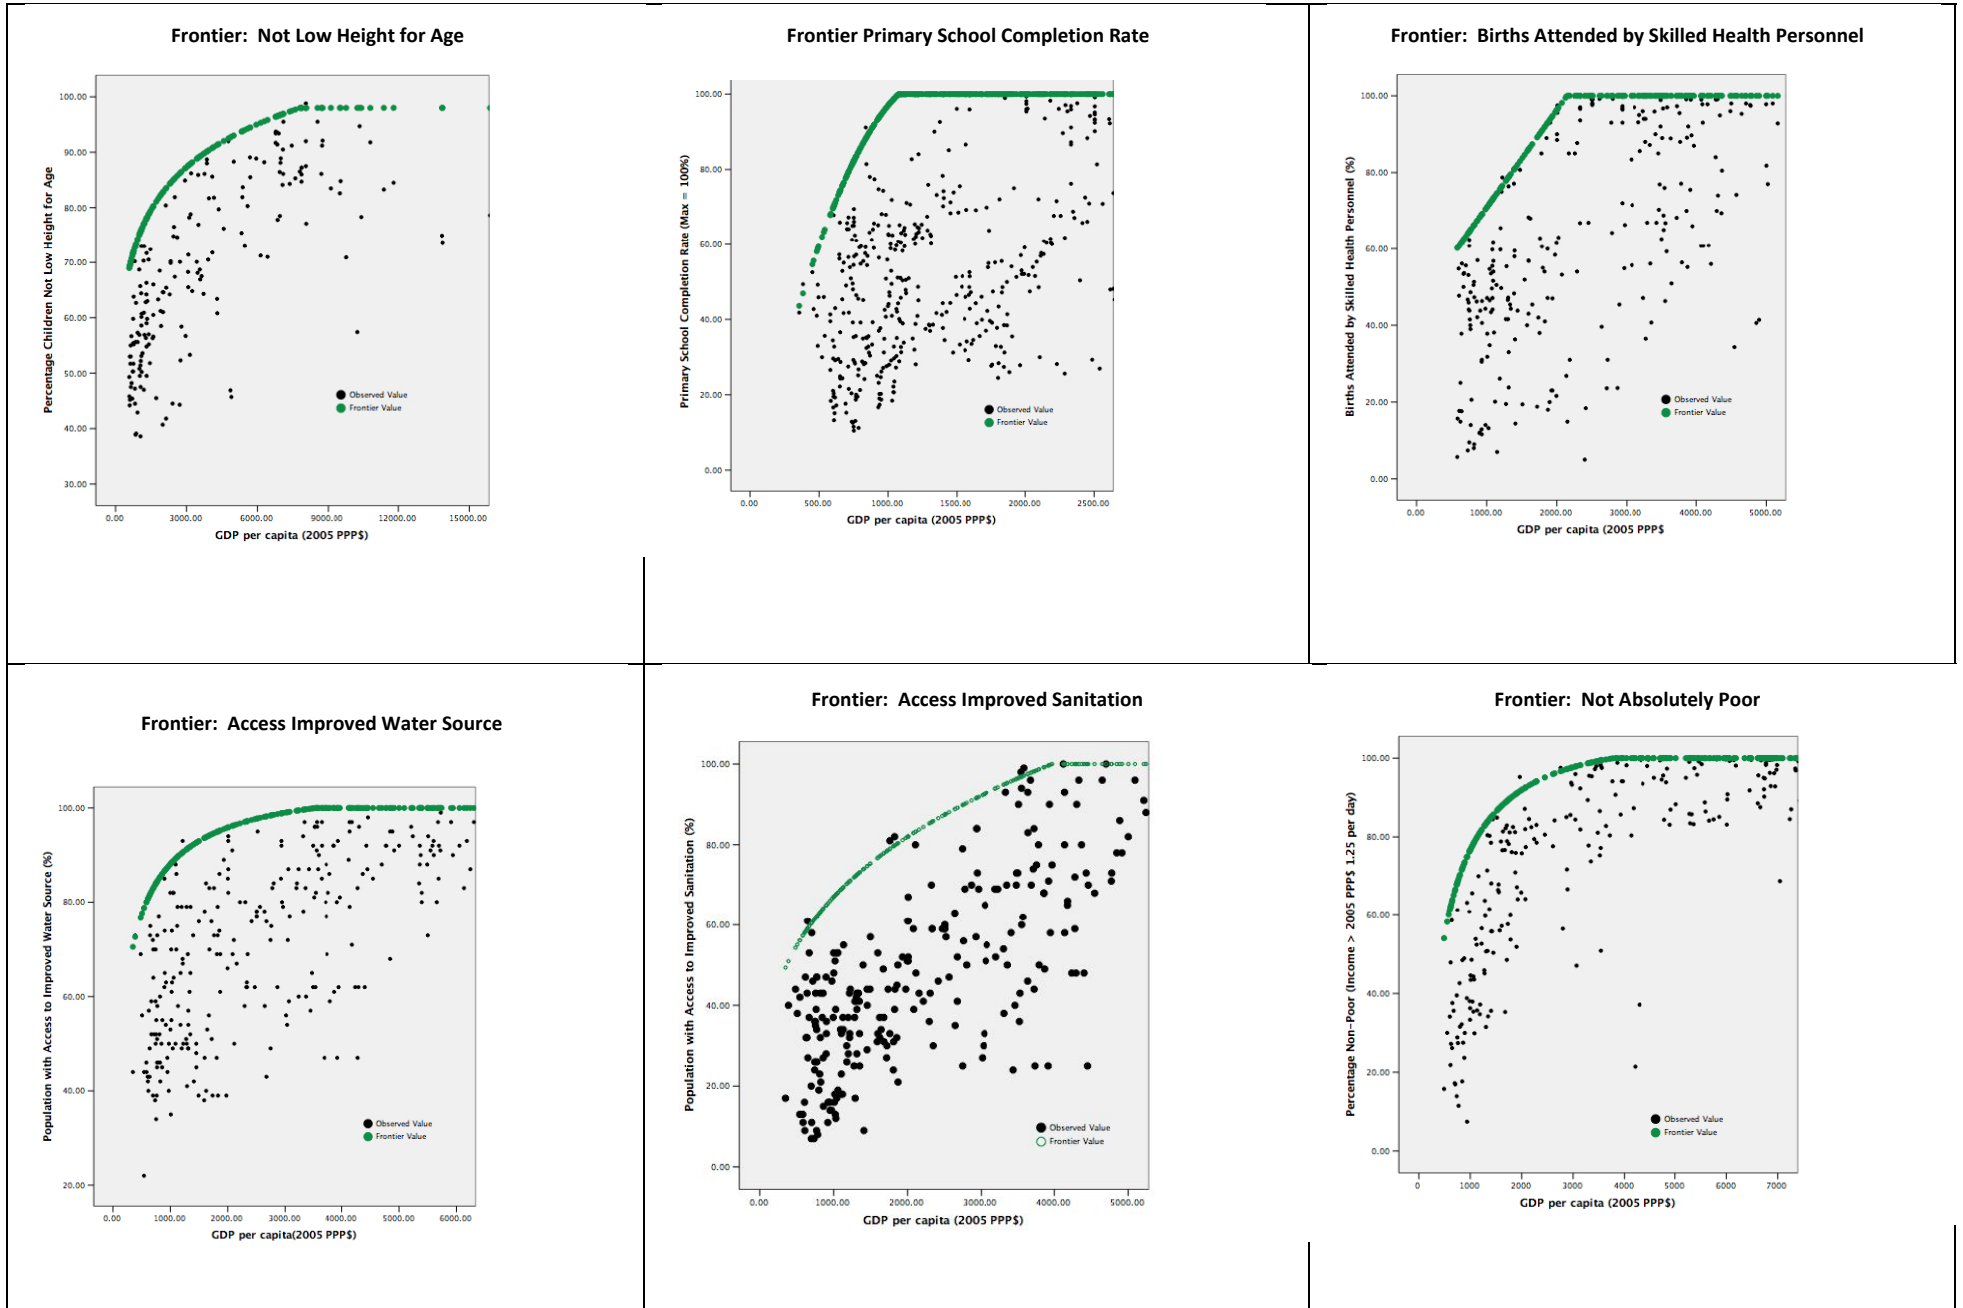 Frontier:  Not Low Height for Age
100.00
90.00
80.00
70.00
60.00
50.00
40.00
30.00
Percentage Children Not Low Height for Age
Observed Value
Frontier Value
0.00 3000.00 6000.00 9000.00 12000.00 15000.00
GDP per capita (2005 PPP$)
Frontier Primary School Completion Rate
100.00
80.00
60.00
40.00
20.00
0.00
Primary School Completion Rate (Max = 100%)
Observed Value
Frontier Value
0.00 500.00 1000.00 1500.00 2000.00 2500.00
GDP per capita (2005 PPP$)
Frontier:  Births Attended by Skilled Health Personnel
100.00
80.00
60.00
40.00
20.00
0.00
Births Attended by Skilled Health Personnel (%)
Observed Value
Frontier Value
0.00 1000.00 2000.00 3000.00 4000.00 5000.00
GDP per capita (2005 PPP$
Frontier:  Access Improved Water Source
100.00
80.00
60.00
40.00
20.00
Population with Access to Improved Water Source (%)
Observed Value
Frontier Value
0.00 1000.00 2000.00 3000.00 4000.00 5000.00 6000.00
GDP per capita(2005 PPP$)
Frontier:  Access Improved Sanitation
100.00
80.00
60.00
40.00
20.00
0.00
Population with Access to Improved Sanitation (%)
Observed Value
Frontier Value
0.00 1000.00 2000.00 3000.00 4000.00 5000.00
GDP per capita (2005 PPP$)
Frontier:  Not Absolutely Poor
100.00
80.00
60.00
40.00
20.00
0.00
Percentage Non-Poor (Income > 2005 PPP$ 1.25 per day)
Observed Value
Frontier Value
0 1000 2000 3000 4000 5000 6000 7000
GDP per capita (2005 PPP$)